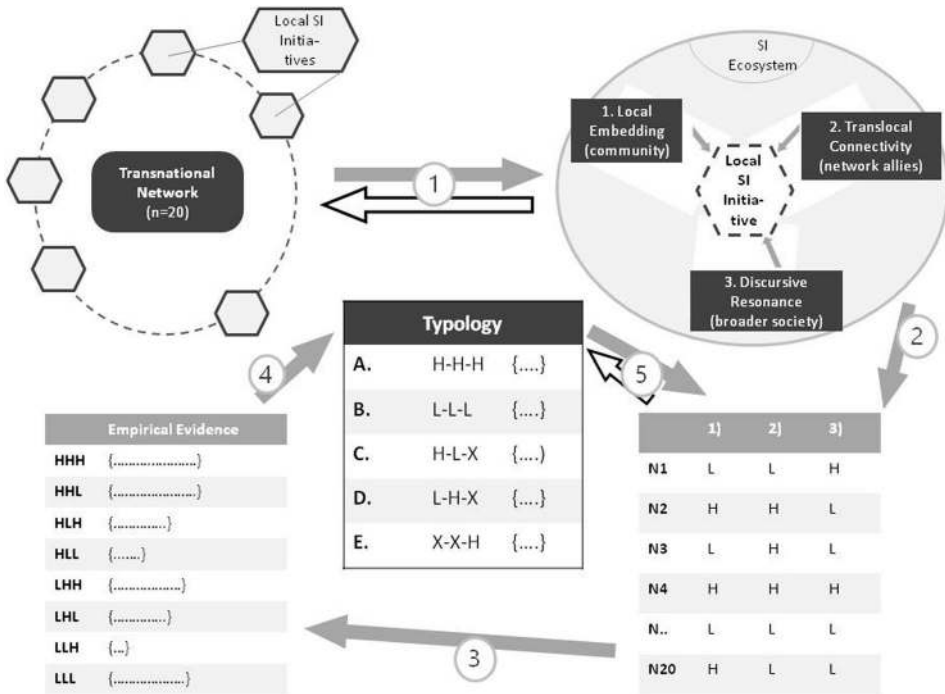 Local SI
Initia-
tives
Transnational
Network
(n=20)
1
SI
Ecosystem
1. Local
Embedding
(community)
2. Translocal
Connectivity
(network allies)
Local
SI
Initia-
tive
3. Discursive
Resonance
(broader society)
2
4
Typology
A. H-H-H {....}
B. L-L-L {....}
C. H-L-X {....)
D. L-H-X {....}
E. X-X-H {....}
5
Empirical Evidence
HHH {......................}
HHL {......................}
HLH {..............}
HLL {.......}
LHH {..................}
LHL {..............}
LLH {...}
LLL {...................}
3
1) 2) 3)
N1 L L H
N2 H H L
N3 L H L
N4 H H H
N.. L L L
N20 H L L